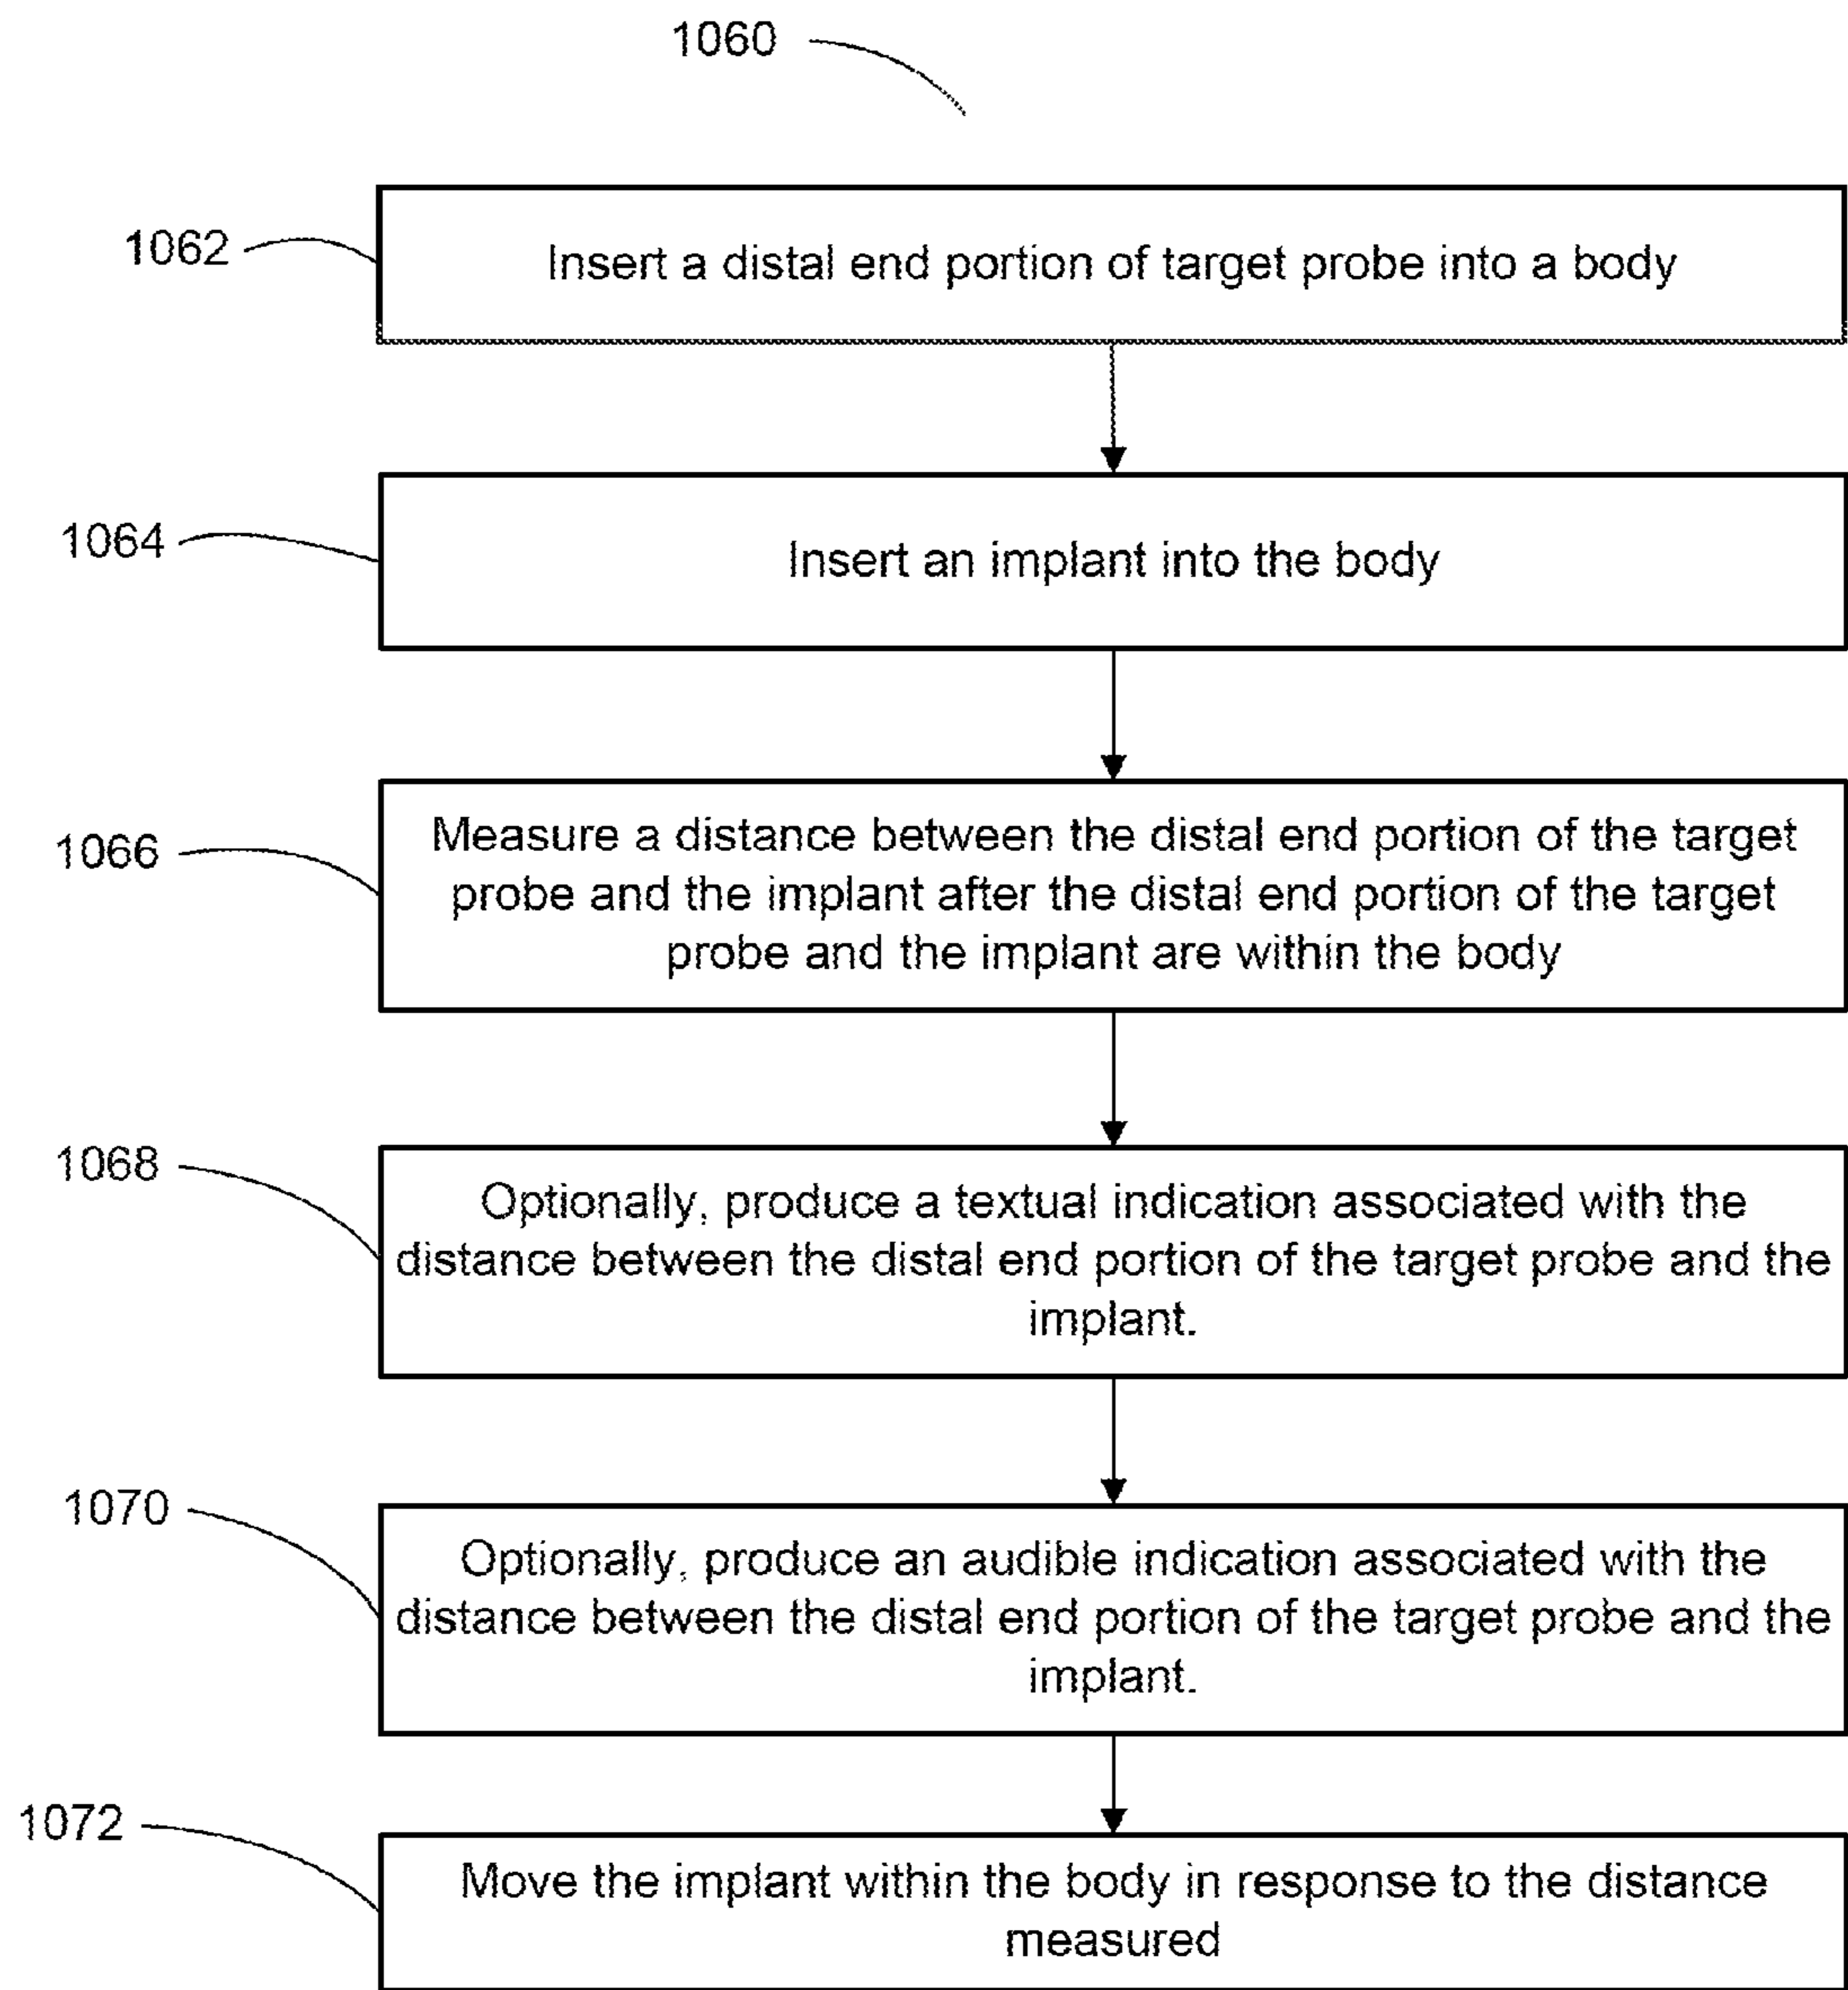 1060
1062
Insert a distal end portion of target probe into a body
1064
Insert an implant into the body
1066
Measure a distance between the distal end portion of the target
probe and the implant after the distal end portion of the target
probe and the implant are within the body
1068
Optionally, produce a textual indication associated with the
distance between the distal end portion of the target probe and the
implant.
1070
Optionally, produce an audible indication associated with the
distance between the distal end portion of the target probe and the
implant.
1072
Move the implant within the body in response to the distance
measured